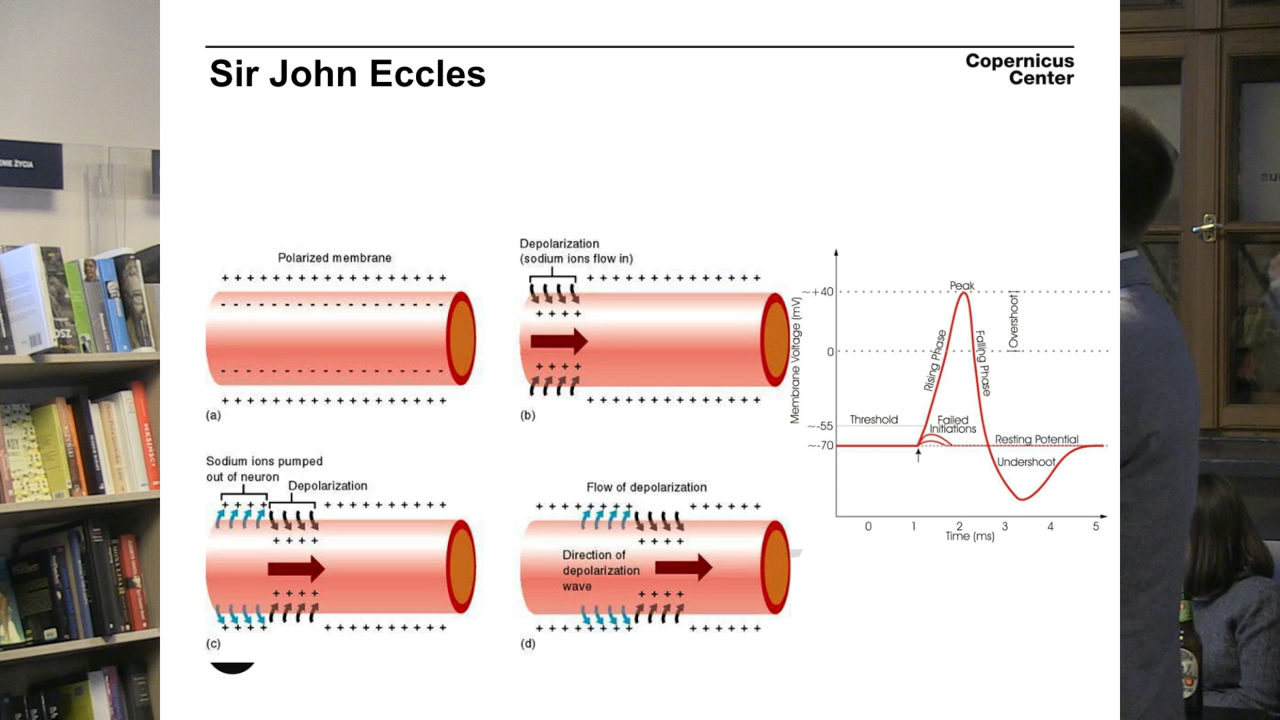 Sir John Eccles
Copernicus
Center
ENIE ŻYCIA
Polarized membrane
+ + + + + + + + + + + + + + + + + +
- - - - - - - - - - - - - - - - - -
- - - - - - - - - - - - - - - - - -
+ + + + + + + + + + + + + + + + + +
(a)
Depolarization
(sodium ions flow in)
+ + + + + + + + + + + + + +
+ + + +
+ + + +
+ + + + + + + + + + + + + +
(b)
Sodium ions pumped
out of neuron
Depolarization
+ + + +
+ + + + + + + + + +
+ + + +
+ + + +
+ + + +
+ + + + + + + + + +
(c)
Flow of depolarization
+ + + +
+ + + + + +
+ + + +
Direction of
depolarization
wave
+ + + +
+ + + +
+ + + + + +
(d)
Membrane Voltage (mV)
~+40
0
~-55
~-70
Peak
Overshoot
Rising Phase
Falling Phase
Threshold
Failed
Initiations
Resting Potential
Undershoot
0 1 2 3 4 5
Time (ms)